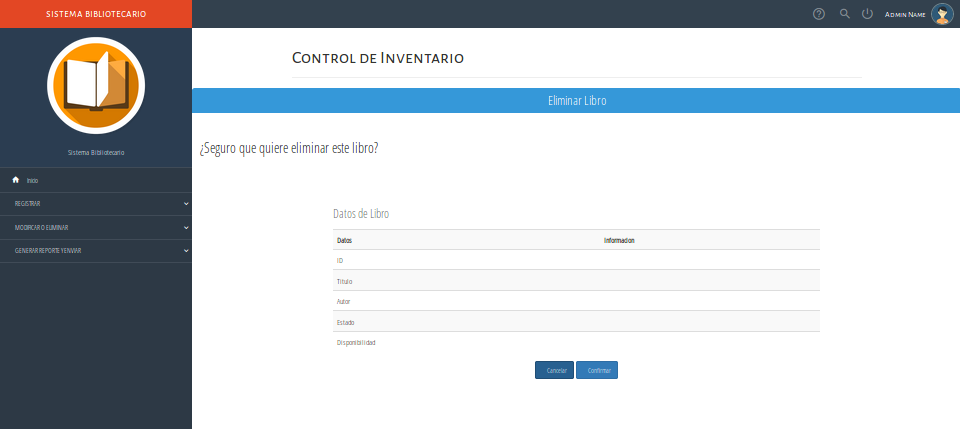 SISTEMA BIBLIOTECARIO
Admin Name
Sistema Bibliotecario
Inicio
REGISTRAR
MODIFICAR O ELIMINAR
GENERAR REPORTE Y ENVIAR
Control de Inventario
Eliminar Libro
¿Seguro que quiere eliminar este libro?
Datos de Libro
Datos Informacion
ID
Titulo
Autor
Estado
Disponibilidad
Cancelar Confirmar